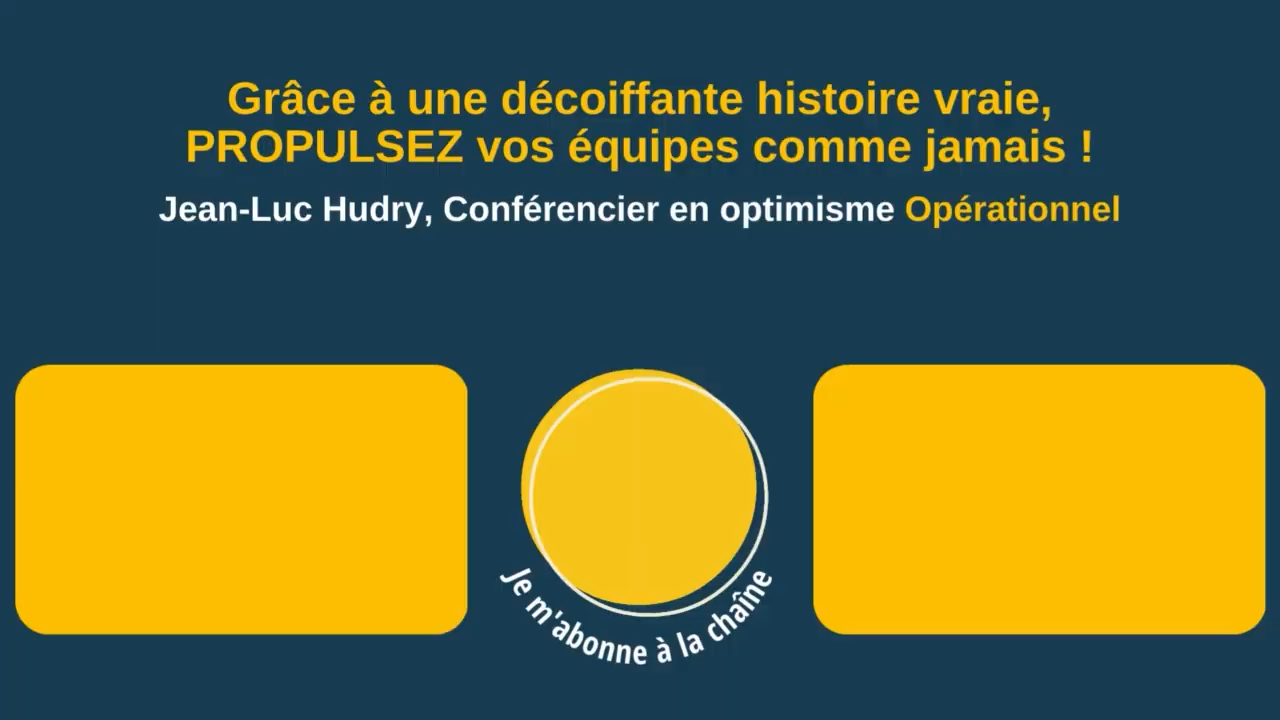 Grâce à une décoiffante histoire vraie,
PROPULSEZ vos équipes comme jamais !
Jean-Luc Hudry, Conférencier en optimisme Opérationnel
Je m'abonne à la chaîne